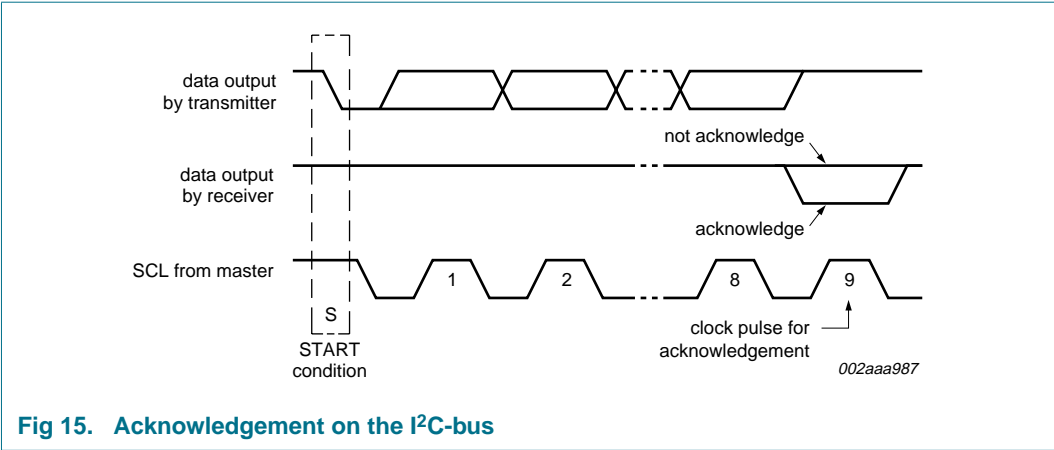 data output
by transmitter
not acknowledge
data output
by receiver
acknowledge
SCL from master
1
2
8
9
S
START
condition
clock pulse for
acknowledgement
002aaa987
Fig 15. Acknowledgement on the I²C-bus